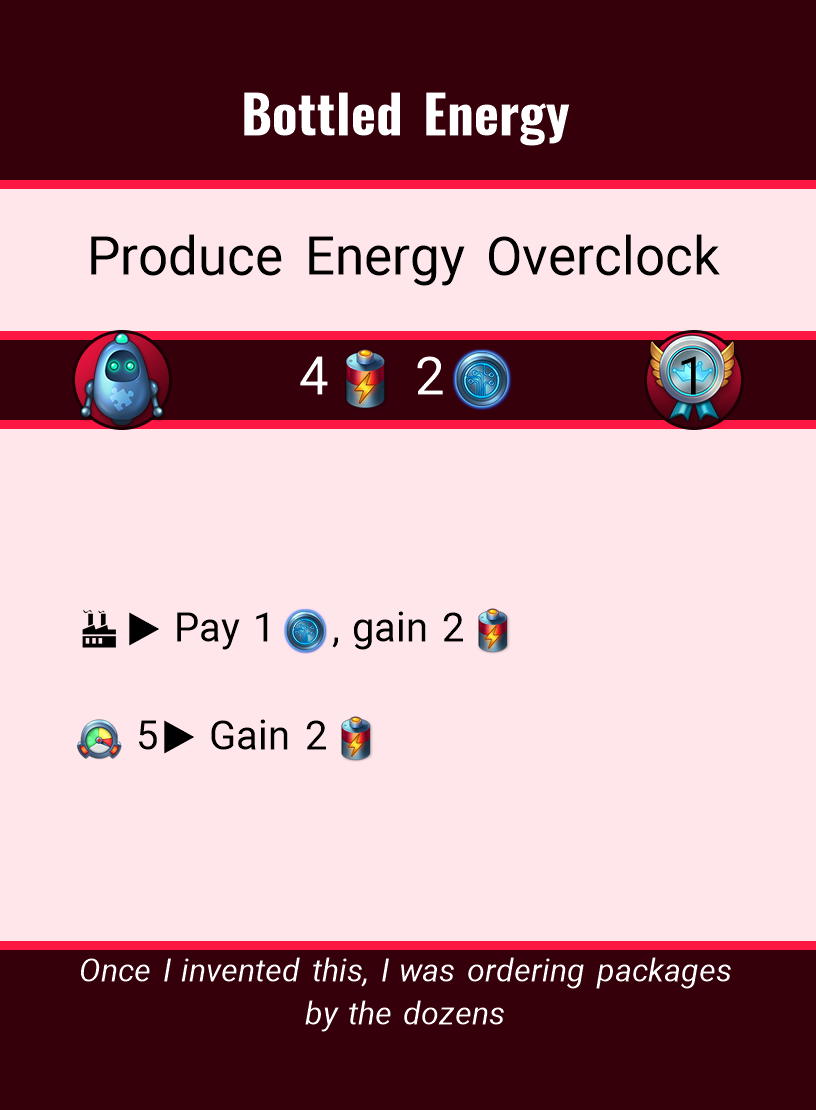 Bottled Energy
Produce Energy Overclock
4 2 1
Pay 1 , gain 2
5 Gain 2
Once I invented this, I was ordering packages
by the dozens